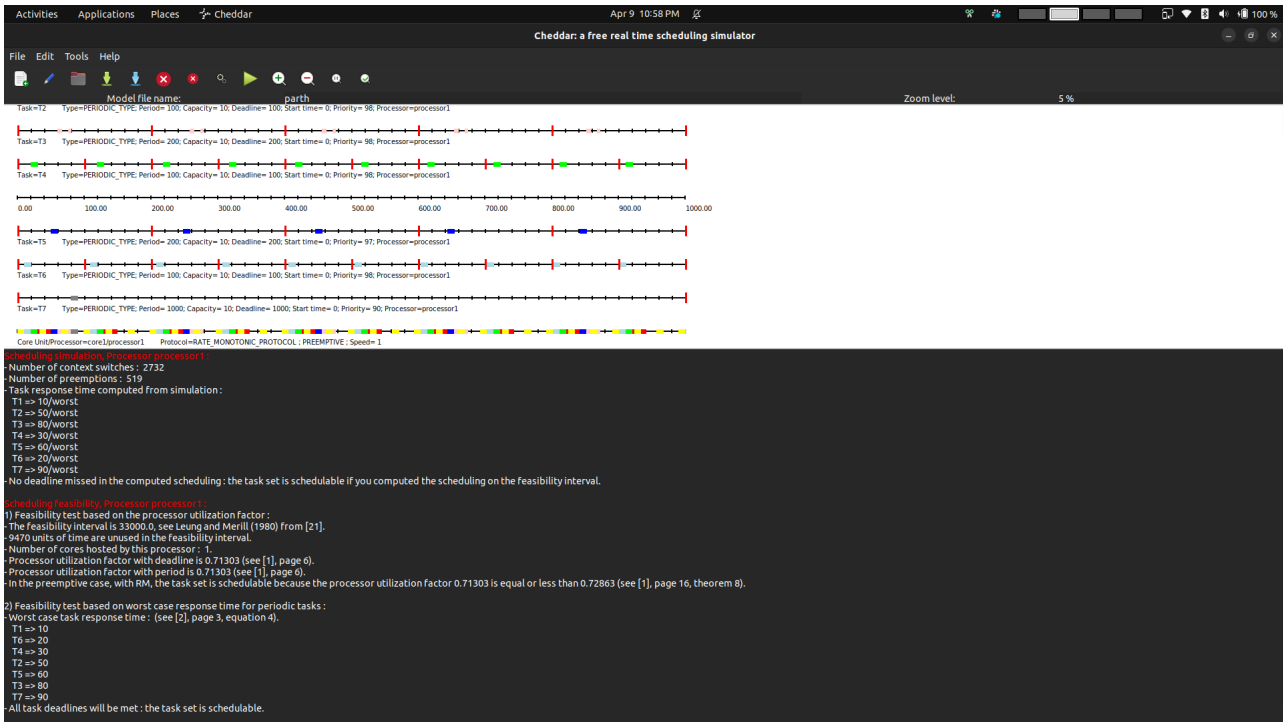 Activities Applications Places Cheddar Apr 9 10:58 PM 100 %
Cheddar: a free real time scheduling simulator
File Edit Tools Help
Model file name: parth Zoom level: 5 %
Task=T2 Type=PERIODIC_TYPE; Period= 100; Capacity= 10; Deadline= 100; Start time= 0; Priority= 98; Processor=processor1
Task=T3 Type=PERIODIC_TYPE; Period= 200; Capacity= 10; Deadline= 200; Start time= 0; Priority= 98; Processor=processor1
Task=T4 Type=PERIODIC_TYPE; Period= 100; Capacity= 10; Deadline= 100; Start time= 0; Priority= 98; Processor=processor1
0.00 100.00 200.00 300.00 400.00 500.00 600.00 700.00 800.00 900.00 1000.00
Task=T5 Type=PERIODIC_TYPE; Period= 200; Capacity= 10; Deadline= 200; Start time= 0; Priority= 97; Processor=processor1
Task=T6 Type=PERIODIC_TYPE; Period= 100; Capacity= 10; Deadline= 100; Start time= 0; Priority= 98; Processor=processor1
Task=T7 Type=PERIODIC_TYPE; Period= 1000; Capacity= 10; Deadline= 1000; Start time= 0; Priority= 90; Processor=processor1
Core Unit/Processor=core1/processor1 Protocol=RATE_MONOTONIC_PROTOCOL ; PREEMPTIVE ; Speed= 1
Scheduling simulation, Processor processor1 :
- Number of context switches : 2732
- Number of preemptions : 519
- Task response time computed from simulation :
T1 => 10/worst
T2 => 50/worst
T3 => 80/worst
T4 => 30/worst
T5 => 60/worst
T6 => 20/worst
T7 => 90/worst
- No deadline missed in the computed scheduling : the task set is schedulable if you computed the scheduling on the feasibility interval.
Scheduling feasibility, Processor processor1 :
1) Feasibility test based on the processor utilization factor :
- The feasibility interval is 33000.0, see Leung and Merill (1980) from [21].
- 9470 units of time are unused in the feasibility interval.
- Number of cores hosted by this processor : 1.
- Processor utilization factor with deadline is 0.71303 (see [1], page 6).
- Processor utilization factor with period is 0.71303 (see [1], page 6).
- In the preemptive case, with RM, the task set is schedulable because the processor utilization factor 0.71303 is equal or less than 0.72863 (see [1], page 16, theorem 8).
2) Feasibility test based on worst case response time for periodic tasks :
- Worst case task response time : (see [2], page 3, equation 4).
T1 => 10
T6 => 20
T4 => 30
T2 => 50
T5 => 60
T3 => 80
T7 => 90
- All task deadlines will be met : the task set is schedulable.